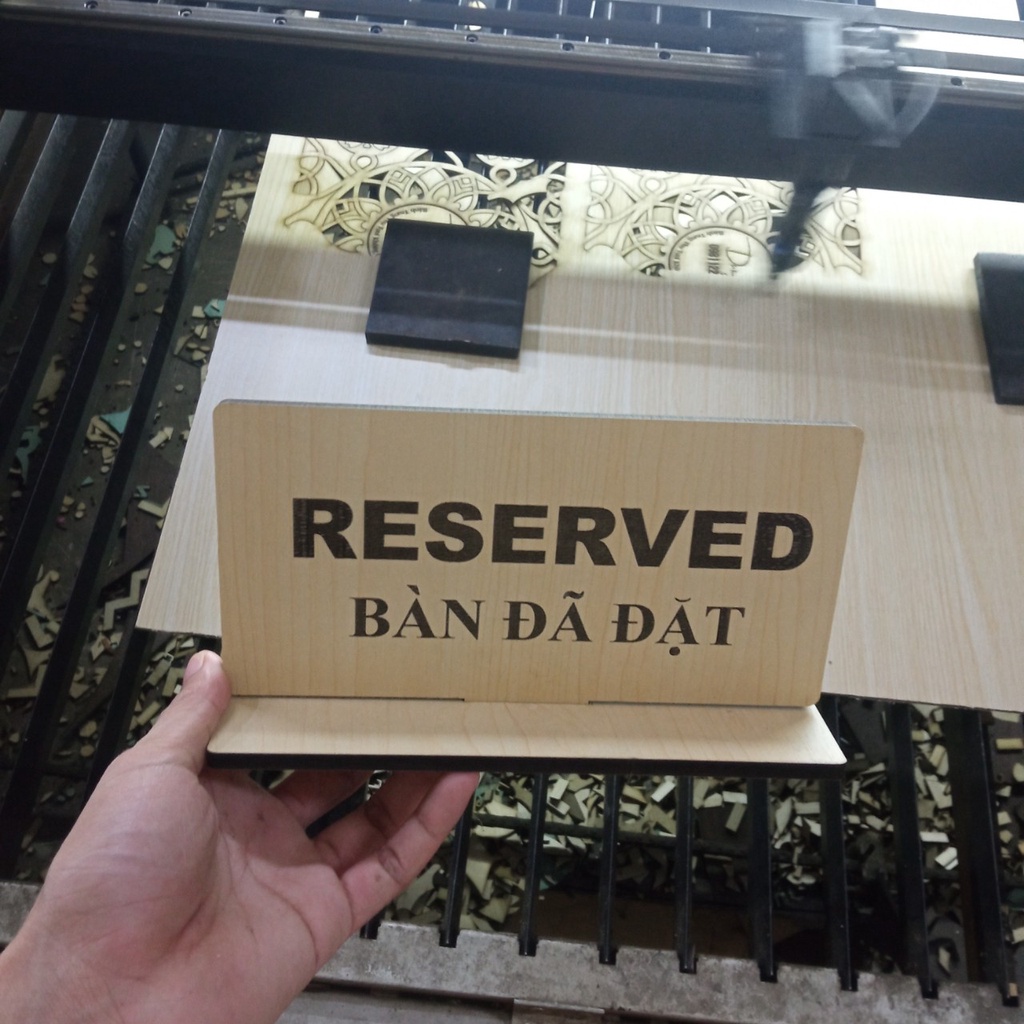 RESERVED
BÀN ĐÃ ĐẶT